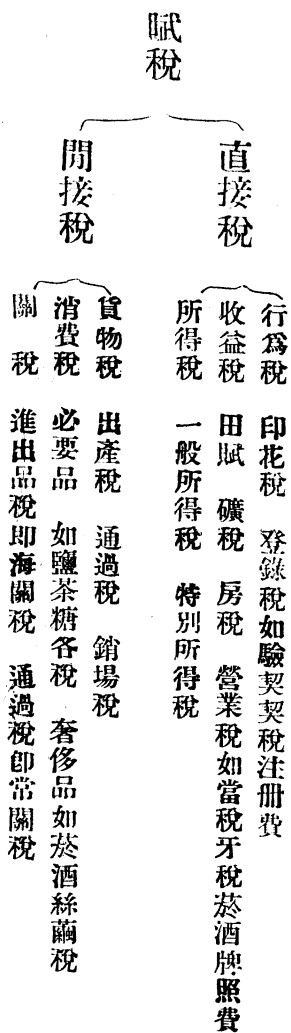 賦稅
直接稅
行爲稅 印花稅 登錄稅如驗契契稅注册費
收益稅 田賦 礦稅 房稅 營業稅如當稅牙稅菸酒牌照費
所得稅 一般所得稅 特別所得稅
間接稅
貨物稅 出產稅 通過稅 銷場稅
消費稅 必要品 如鹽茶糖各稅 奢侈品如菸酒絲繭稅
關稅 進出品稅即海關稅 通過稅卽常關稅